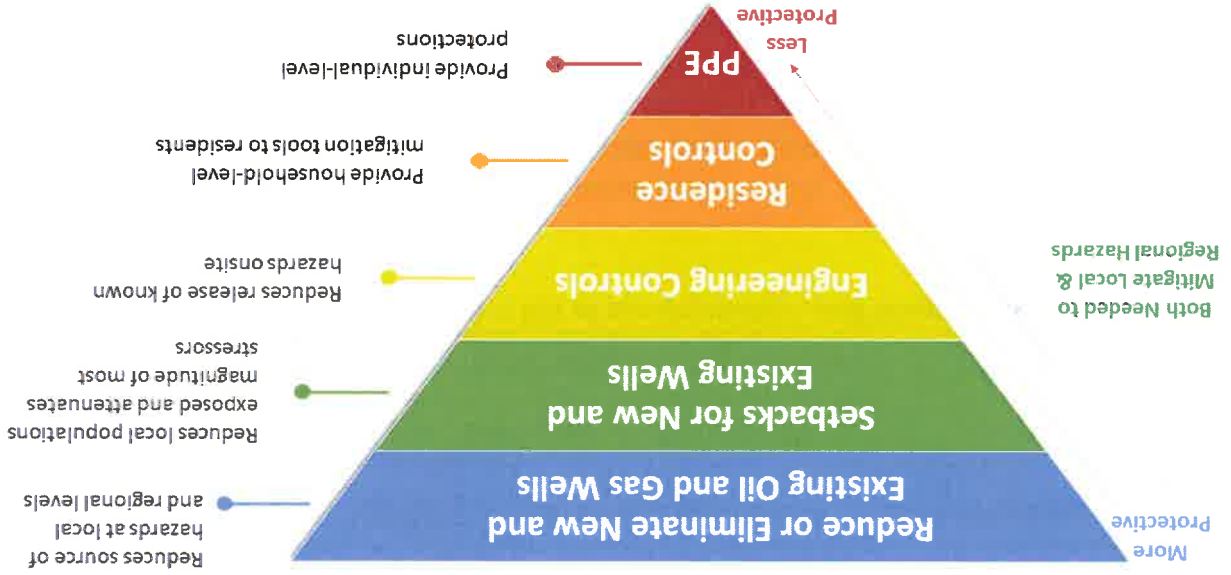 More
Protective
Reduce or Eliminate New and
Existing Oil and Gas Wells
Reduces source of
hazards at local
and regional levels
Both Needed to
Mitigate Local &
Regional Hazards
Setbacks for New and
Existing Wells
Reduces local populations
exposed and attenuates
magnitude of most
stressors
Engineering Controls
Reduces release of known
hazards onsite
Residence
Controls
Provide household-level
mitigation tools to residents
Less
Protective
PPE
Provide individual-level
protections